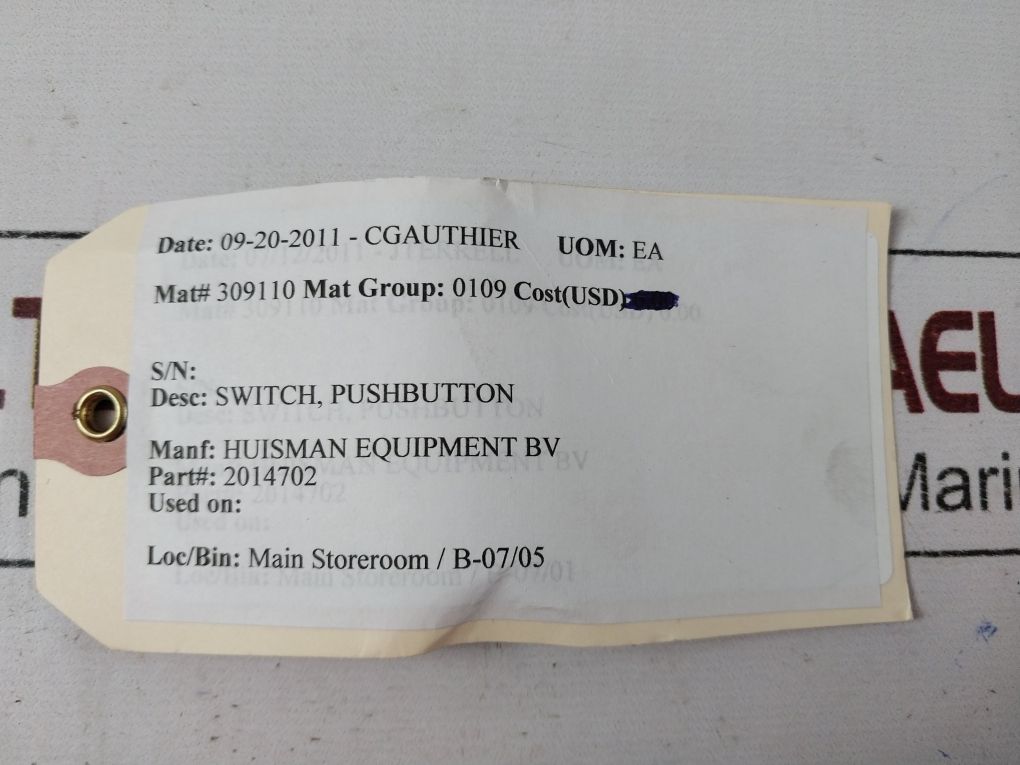 Date: 09-20-2011 - CGAUTHIER UOM: EA
Mat# 309110 Mat Group: 0109 Cost(USD)
S/N:
Desc: SWITCH, PUSHBUTTON
Manf: HUISMAN EQUIPMENT BV
Part#: 2014702
Used on:
Loc/Bin: Main Storeroom / B-07/05
AEU
Mari